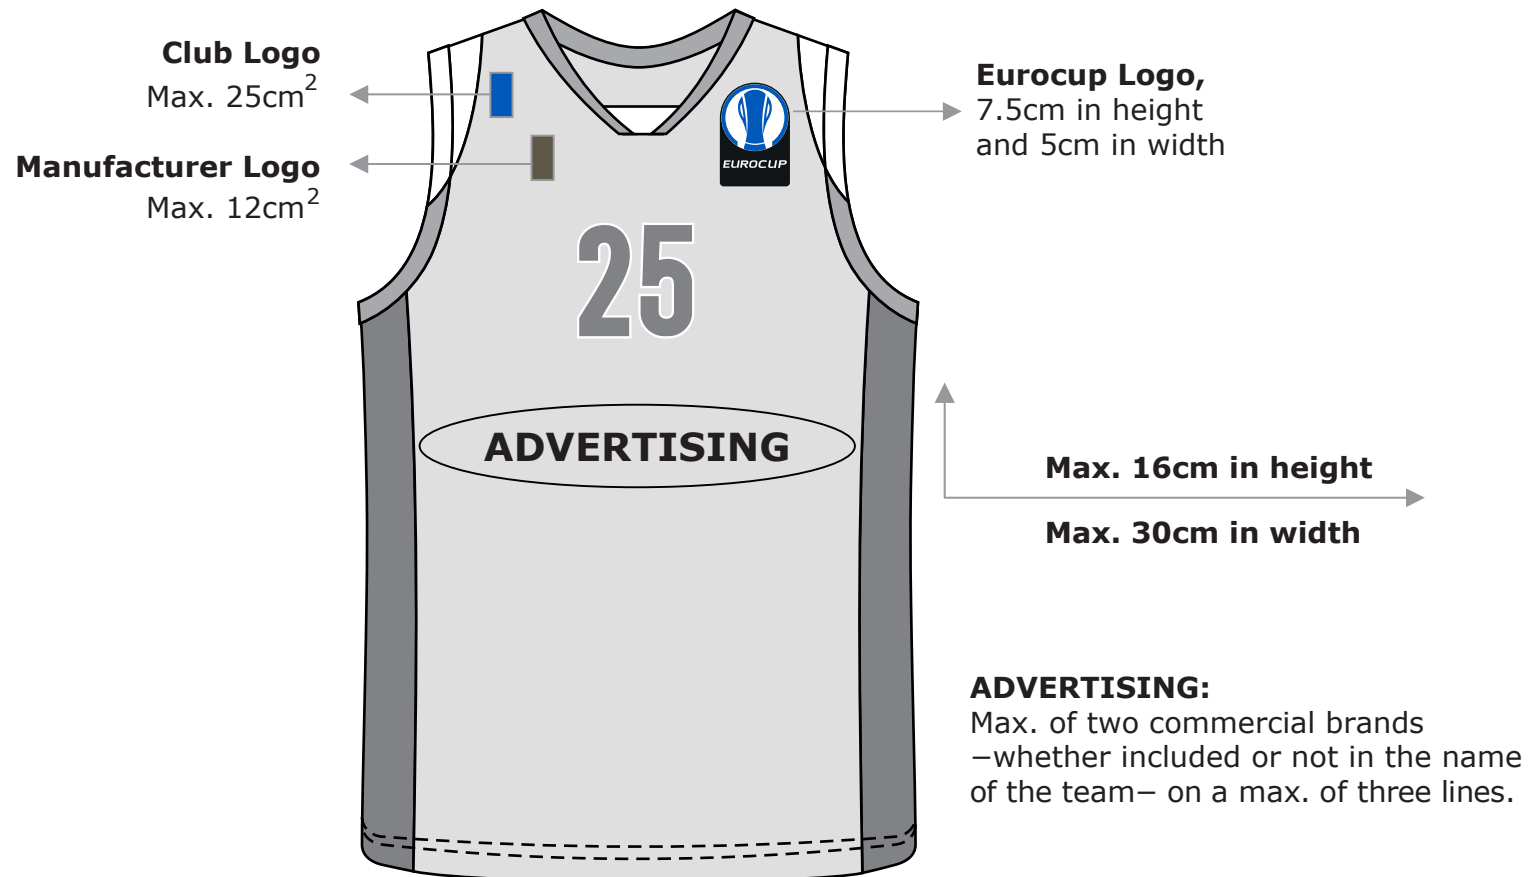 Club Logo
Max. 25cm²
Manufacturer Logo
Max. 12cm²
Eurocup Logo,
7.5cm in height
and 5cm in width
EUROCUP
25
ADVERTISING
Max. 16cm in height
Max. 30cm in width
ADVERTISING:
Max. of two commercial brands
−whether included or not in the name
of the team− on a max. of three lines.